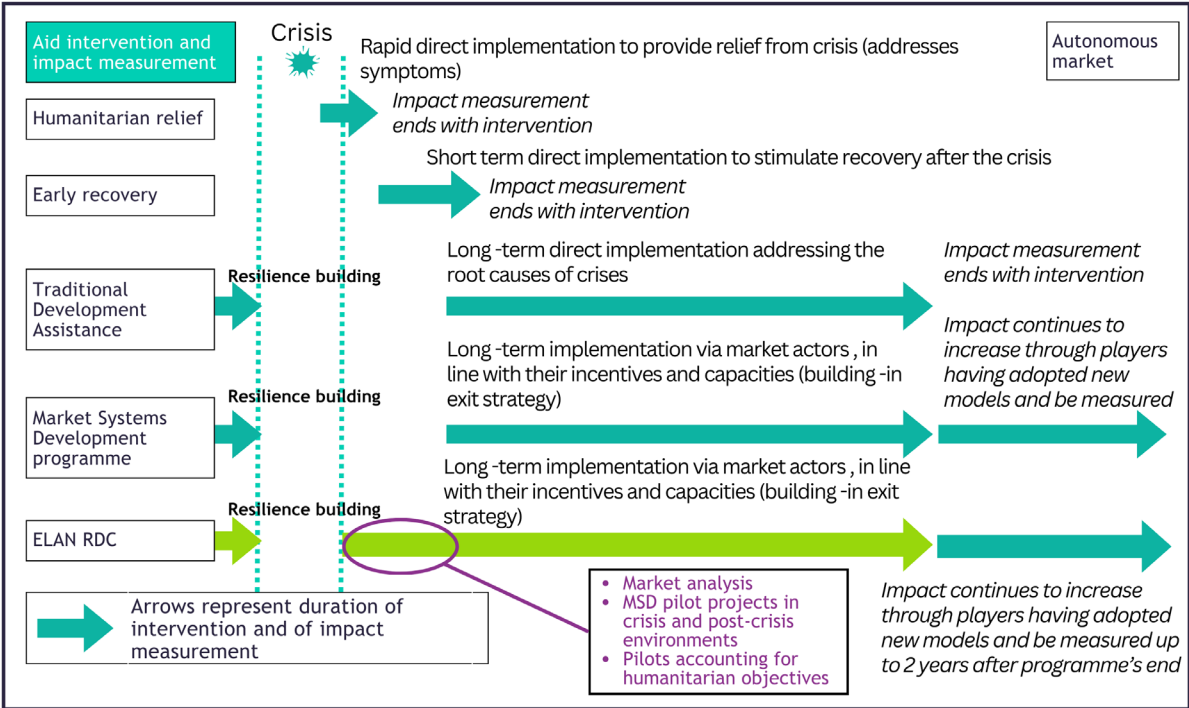 Aid intervention and
impact measurement
Crisis
Rapid direct implementation to provide relief from crisis (addresses
symptoms)
Autonomous
market
Humanitarian relief
Impact measurement
ends with intervention
Short term direct implementation to stimulate recovery after the crisis
Early recovery
Impact measurement
ends with intervention
Traditional
Development
Assistance
Resilience building
Long -term direct implementation addressing the
root causes of crises
Impact measurement
ends with intervention
Market Systems
Development
programme
Resilience building
Long -term implementation via market actors , in
line with their incentives and capacities (building -in
exit strategy)
Impact continues to
increase through players
having adopted new
models and be measured
ELAN RDC
Resilience building
Long -term implementation via market actors , in line
with their incentives and capacities (building -in exit
strategy)
• Market analysis
• MSD pilot projects in
crisis and post-crisis
environments
• Pilots accounting for
humanitarian objectives
Impact continues to increase
through players having adopted
new models and be measured up
to 2 years after programme's end
Arrows represent duration of
intervention and of impact
measurement